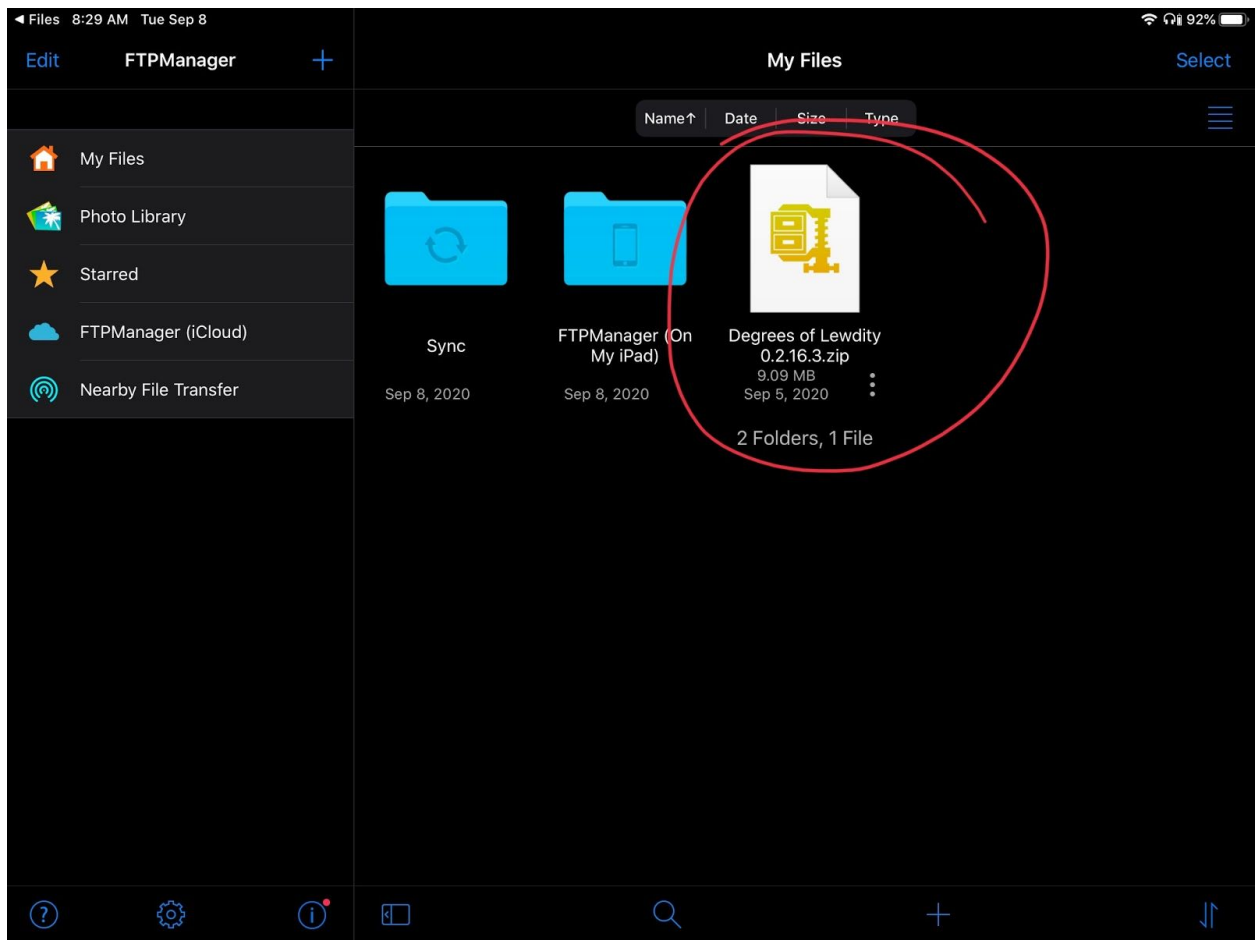 Files 8:29 AM Tue Sep 8
92%
Edit FTPManager +
My Files
Select
Name↑ Date Size Type
My Files
Photo Library
Starred
FTPManager (iCloud)
Nearby File Transfer
Sync
Sep 8, 2020
FTPManager (On
My iPad)
Sep 8, 2020
Degrees of Lewdity
0.2.16.3.zip
9.09 MB
Sep 5, 2020
2 Folders, 1 File